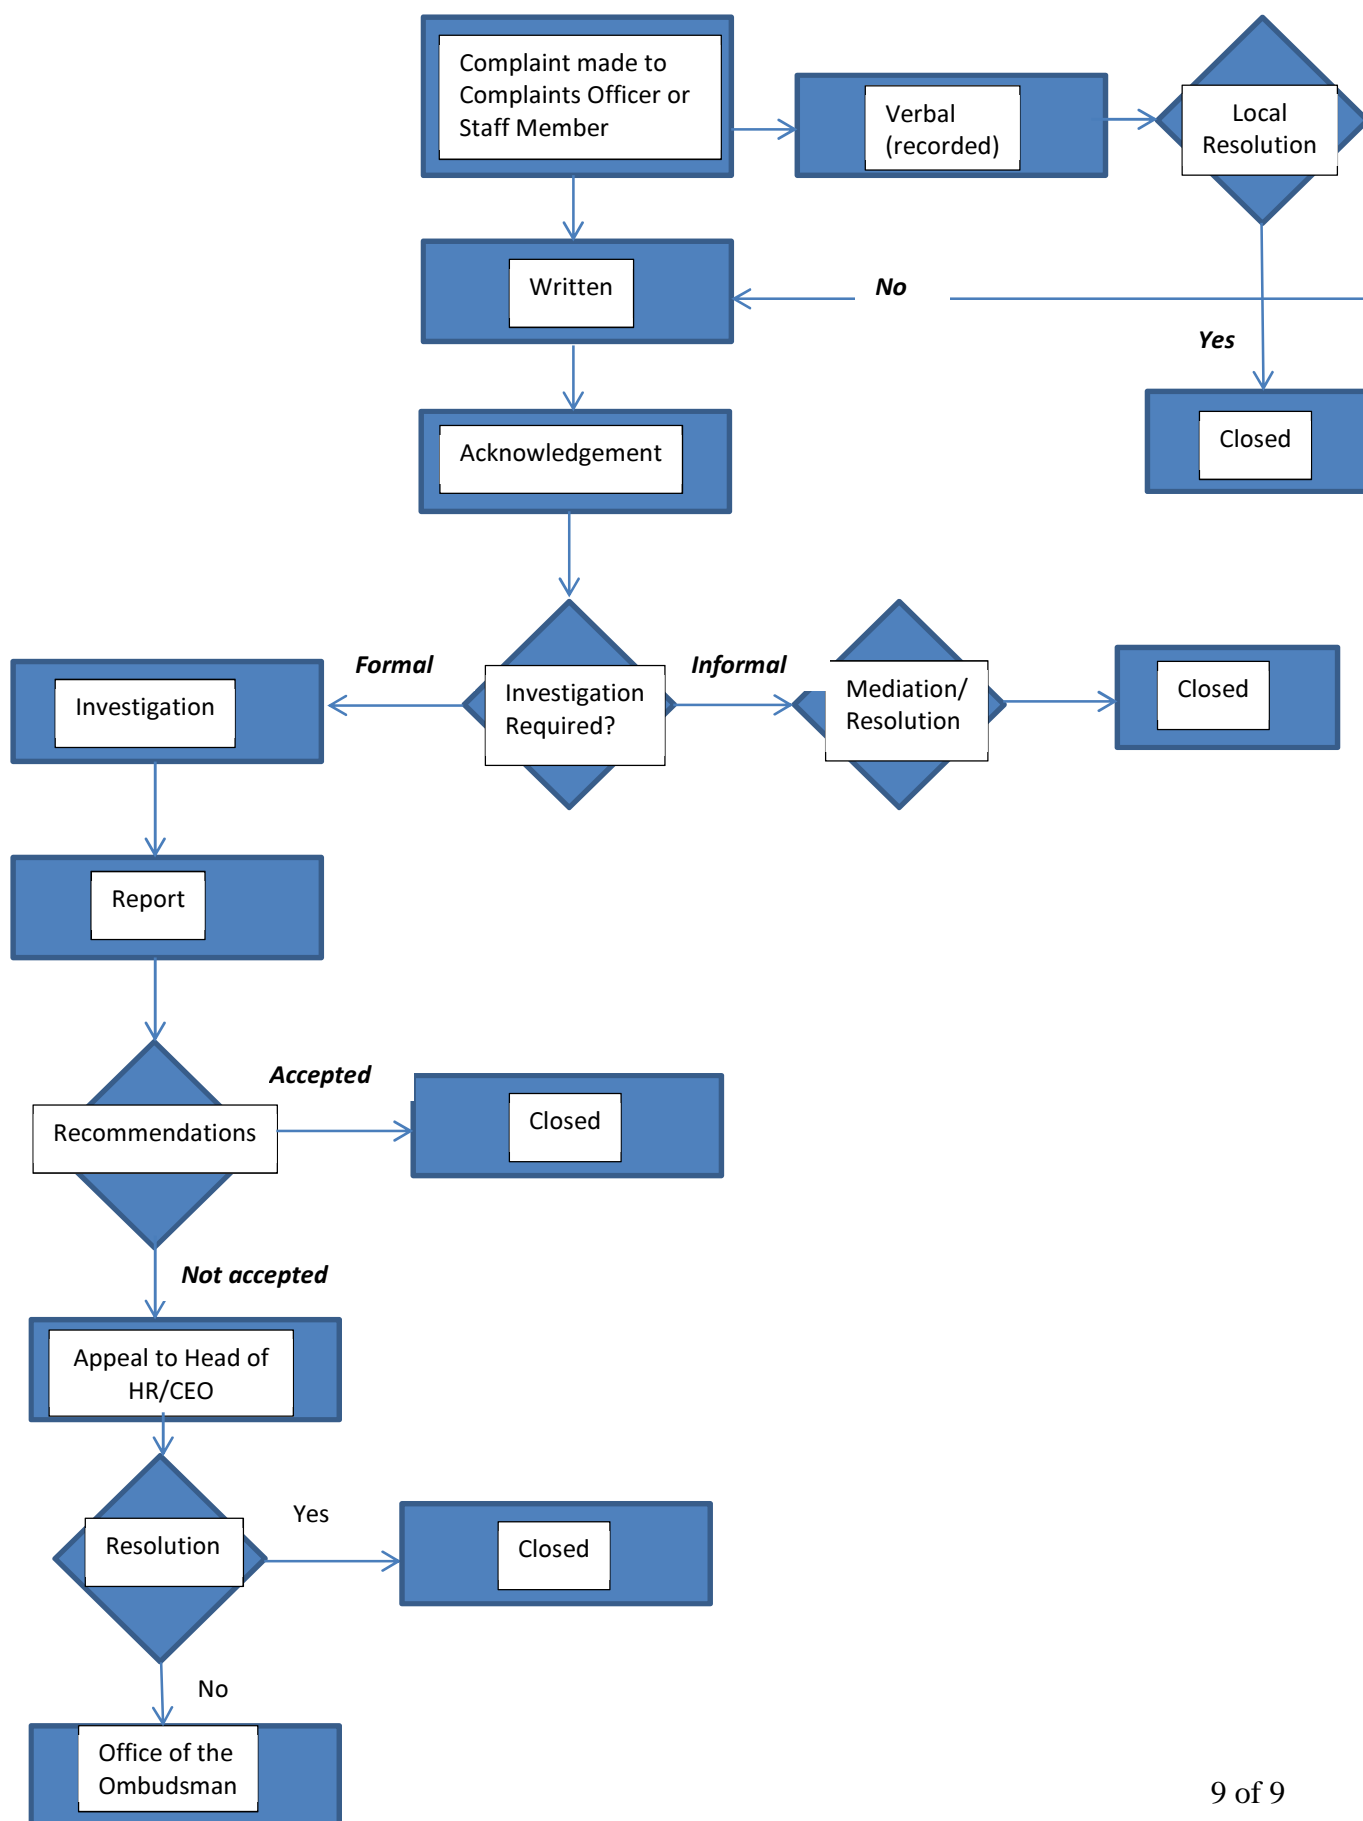 Complaint made to
Complaints Officer or
Staff Member
Verbal
(recorded)
Local
Resolution
Written
No
Yes
Closed
Acknowledgement
Formal
Informal
Investigation
Investigation
Required?
Mediation/
Resolution
Closed
Report
Accepted
Recommendations
Closed
Not accepted
Appeal to Head of
HR/CEO
Resolution
Yes
Closed
No
Office of the
Ombudsman
9 of 9